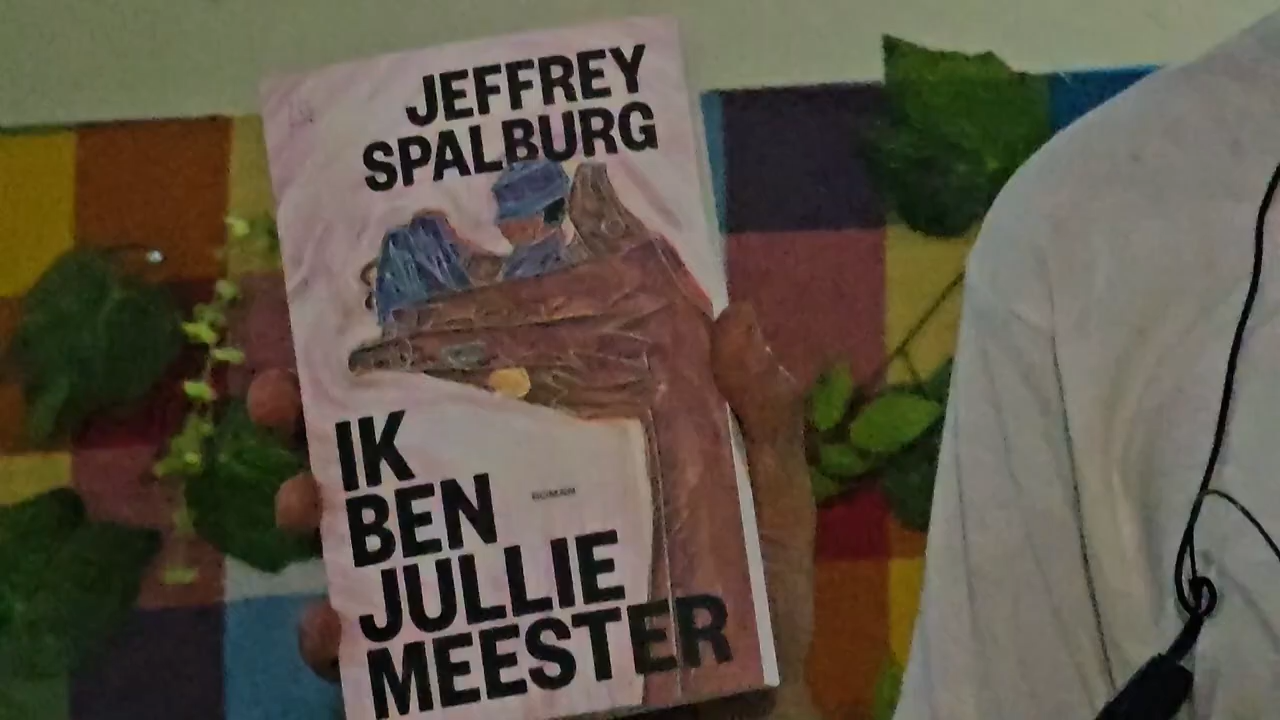 JEFFREY
SPALBURG
IK
BEN
ROMAN
JULLIE
MEESTER